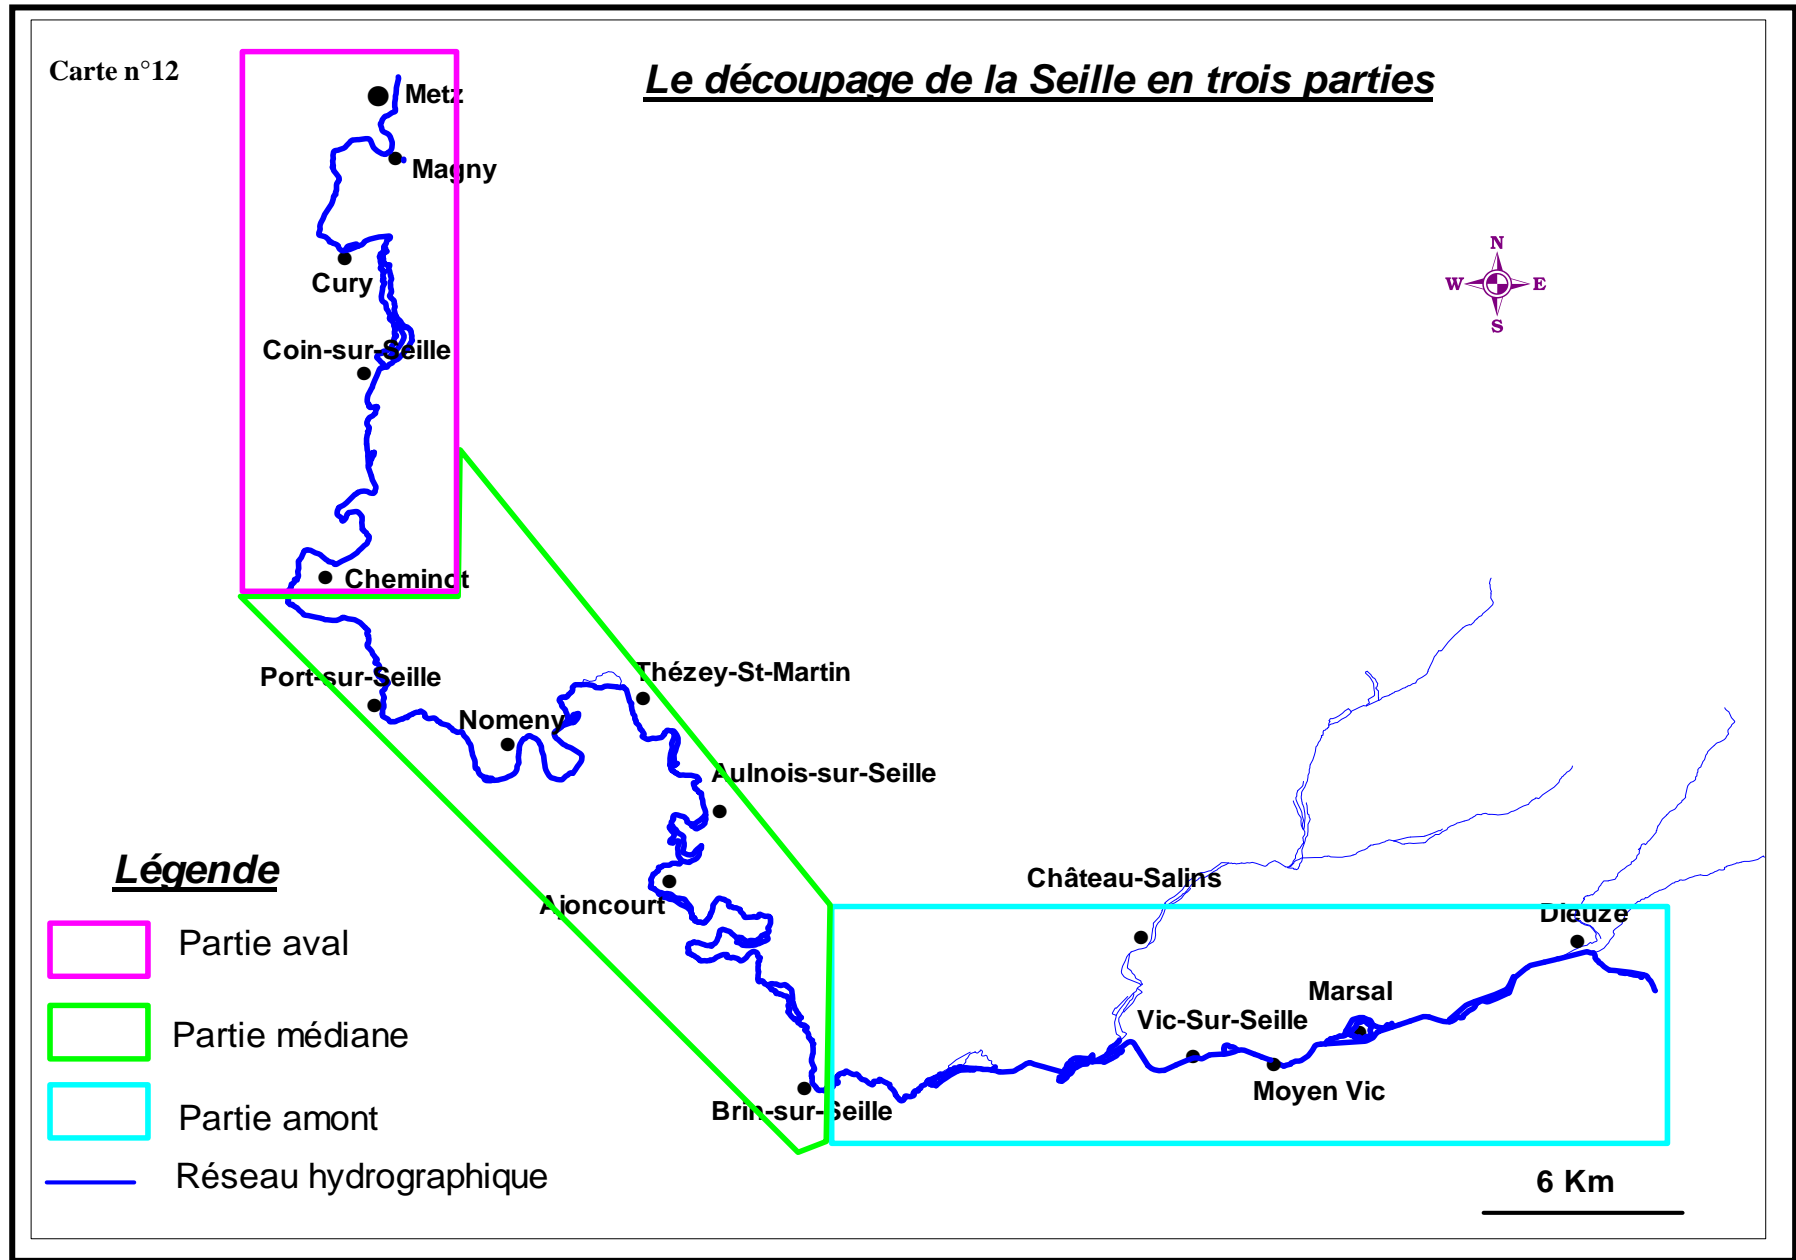 Carte n°12
Le découpage de la Seille en trois parties
Metz
Magny
N
W E
S
Cury
Coin-sur-Seille
Cheminot
Port-sur-Seille
Thézey-St-Martin
Nomeny
Aulnois-sur-Seille
Ajoncourt
Château-Salins
Dieuze
Marsal
Vic-Sur-Seille
Moyen Vic
Brin-sur-Seille
Légende
Partie aval
Partie médiane
Partie amont
Réseau hydrographique
6 Km